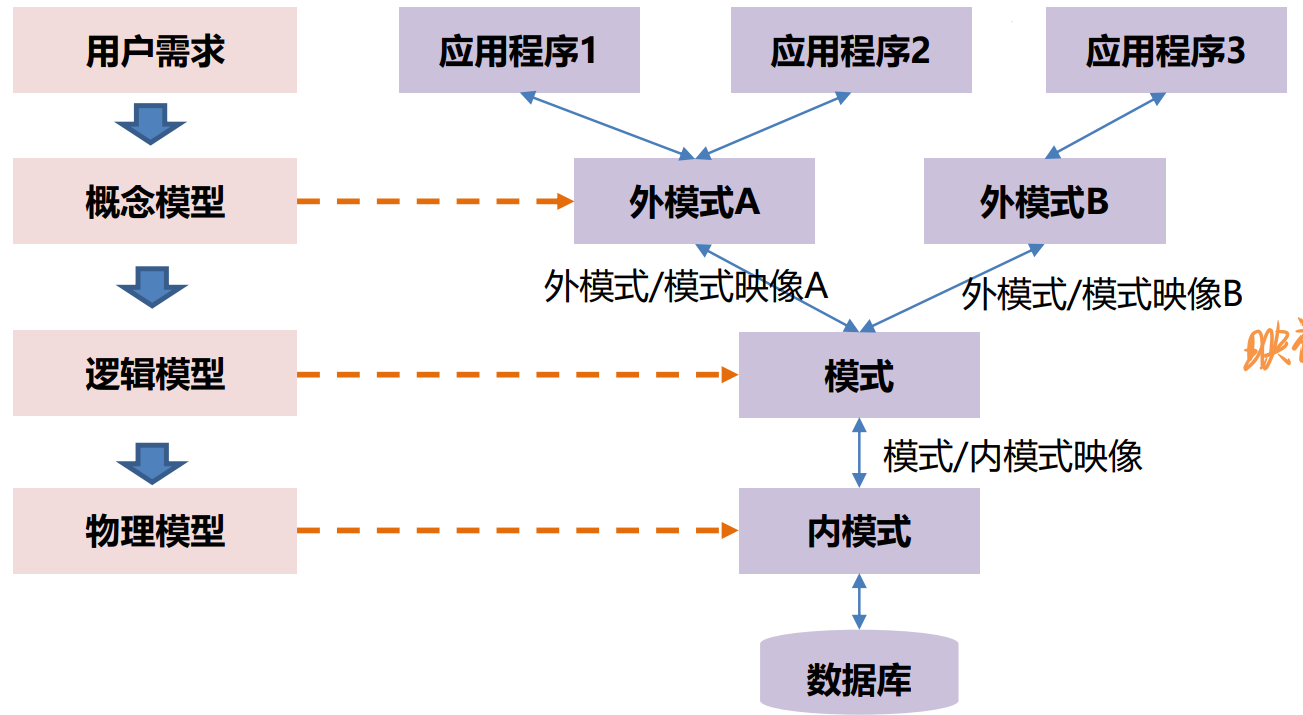 用户需求
应用程序1
应用程序2
应用程序3
概念模型
外模式A
外模式B
外模式/模式映像A
外模式/模式映像B
逻辑模型
模式
模式/内模式映像
物理模型
内模式
数据库